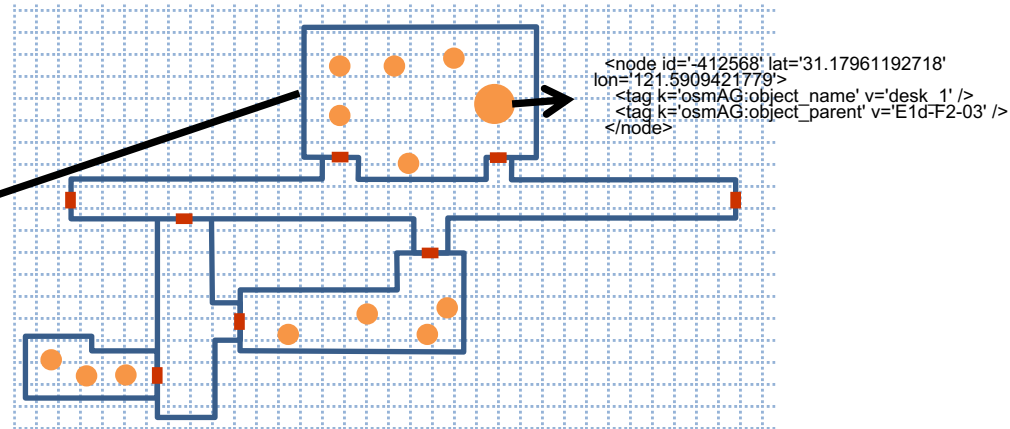 <node id='-412568' lat='31.17961192718'
lon='121.5909421779'>
<tag k='osmAG:object_name' v='desk_1' />
<tag k='osmAG:object_parent' v='E1d-F2-03' />
</node>